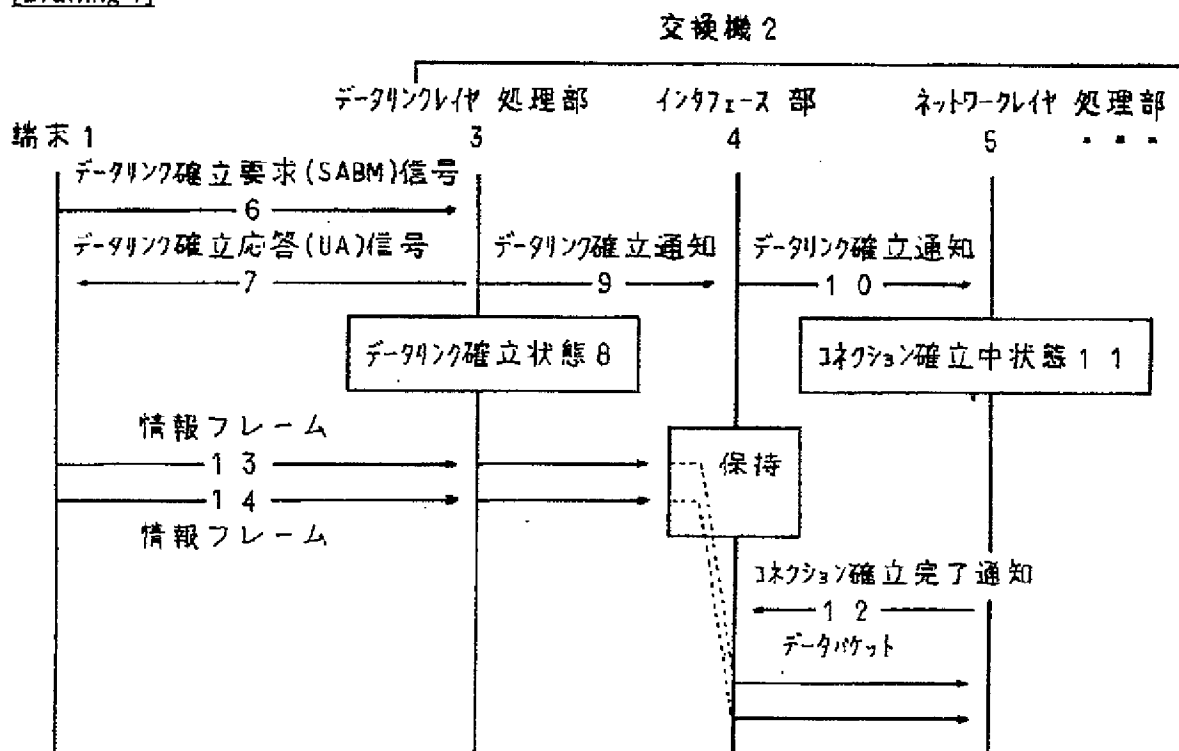 交換機2
データリンクレイヤ 処理部 インタフェース 部 ネットワークレイヤ 処理部
端末1 3 4 5 ・・・
データリンク確立要求(SABM)信号
6
データリンク確立応答(UA)信号 データリンク確立通知 データリンク確立通知
7 9 10
データリンク確立状態8 コネクション確立中状態11
情報フレーム
13 保持
14
情報フレーム
コネクション確立完了通知
12
データパケット